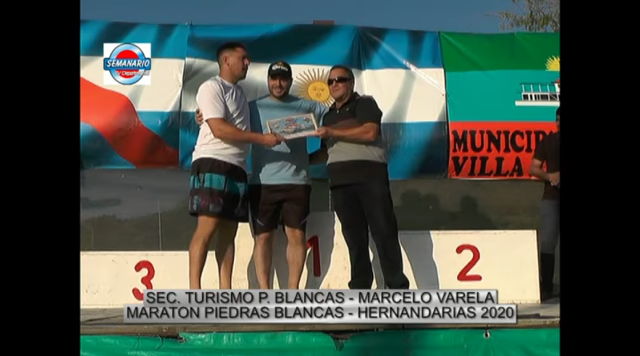 SEMANARIO
MUNICIP
VILLA
3
1
2
SEC. TURISMO P. BLANCAS - MARCELO VARELA
MARATON PIEDRAS BLANCAS - HERNANDARIAS 2020